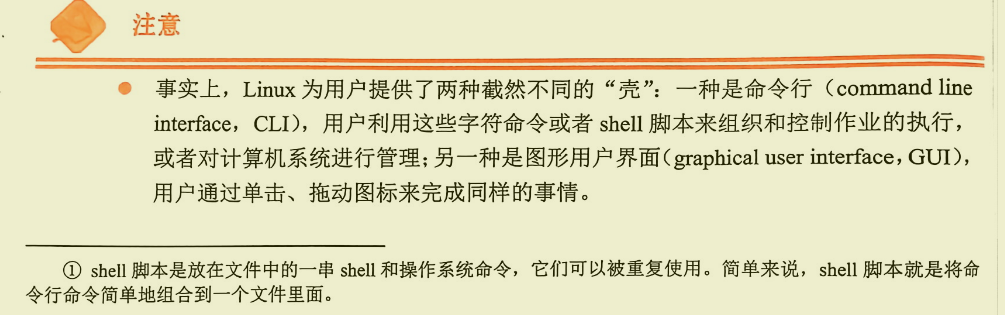 注意
● 事实上，Linux 为用户提供了两种截然不同的“壳”：一种是命令行（command line
interface，CLI），用户利用这些字符命令或者 shell 脚本来组织和控制作业的执行，
或者对计算机系统进行管理；另一种是图形用户界面（graphical user interface，GUI），
用户通过单击、拖动图标来完成同样的事情。
① shell 脚本是放在文件中的一串 shell 和操作系统命令，它们可以被重复使用。简单来说，shell 脚本就是将命
令行命令简单地组合到一个文件里面。